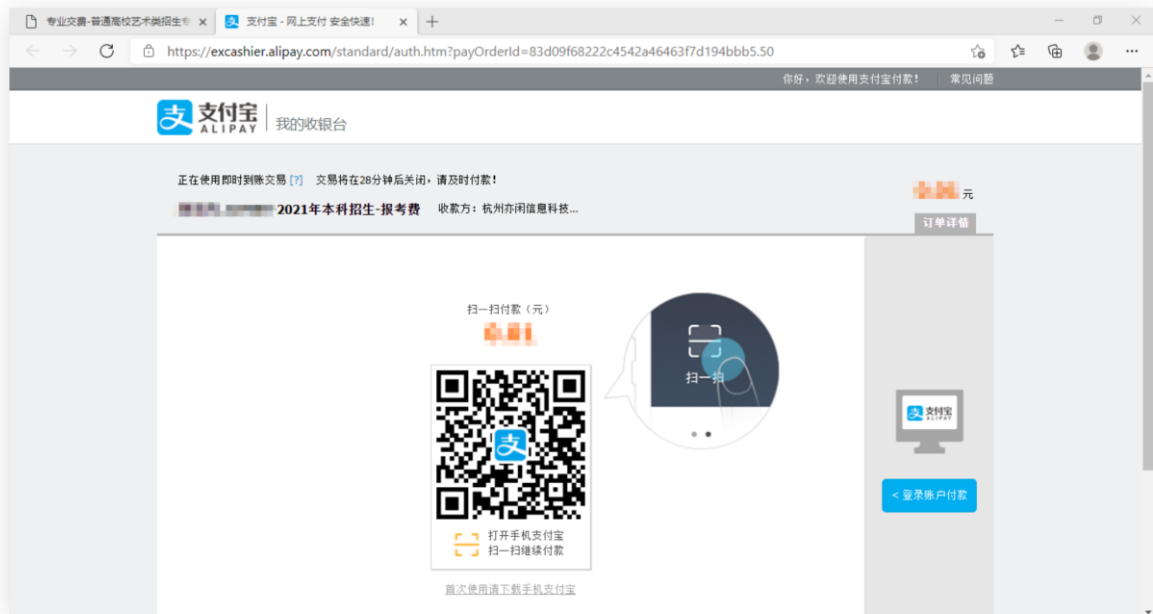 专业交费-普通高校艺术类招生专
支付宝 - 网上支付 安全快速!
https://excashier.alipay.com/standard/auth.htm?payOrderId=83d09f68222c4542a46463f7d194bbb5.50
你好，欢迎使用支付宝付款! 常见问题
支付宝
ALIPAY
我的收银台
正在使用即时到账交易 [?] 交易将在28分钟后关闭，请及时付款!
2021年本科招生-报考费 收款方：杭州亦闲信息科技...
元
订单详情
扫一扫付款（元）
扫一扫
支
打开手机支付宝
扫一扫继续付款
首次使用请下载手机支付宝
支付宝
ALIPAY
< 登录账户付款